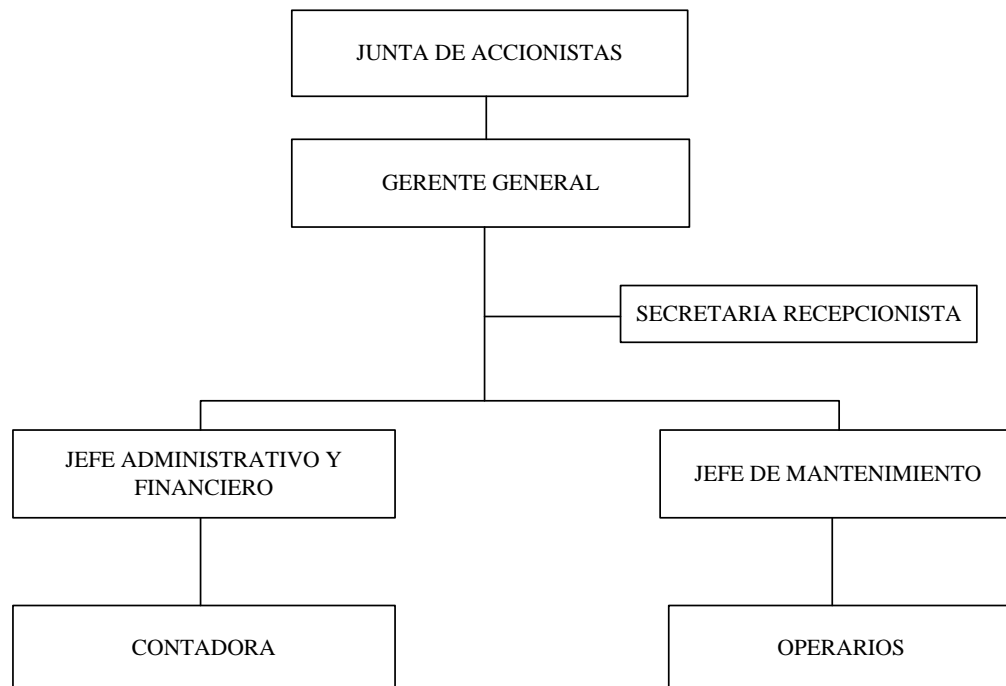 JUNTA DE ACCIONISTAS
GERENTE GENERAL
SECRETARIA RECEPCIONISTA
JEFE ADMINISTRATIVO Y
FINANCIERO
JEFE DE MANTENIMIENTO
CONTADORA
OPERARIOS